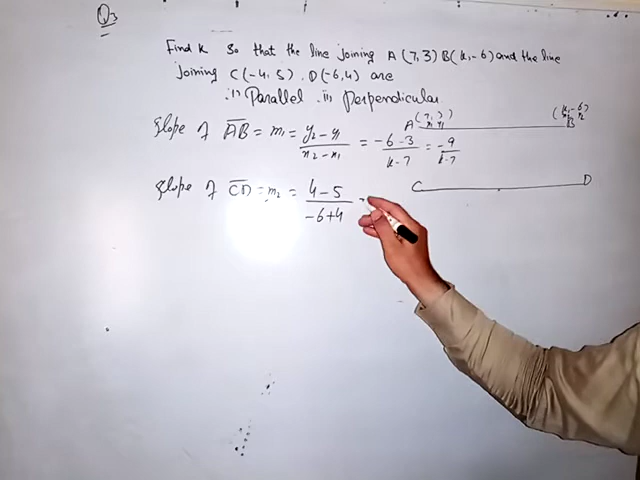 Q3
Find k So that the line joining A(7,3) B(k,-6) and the line
joining C(-4,5). D(-6,4) are
i) Parallel ii) Perpendicular
Slope of AB = m₁ = y₂ - y₁ / x₂ - x₁ = -6-3 / k-7 = -9 / k-7
A (7,3) x₁ y₁ (k,-6) x₂ y₂ B
Slope of CD = m₂ = 4-5 / -6+4 =
C D